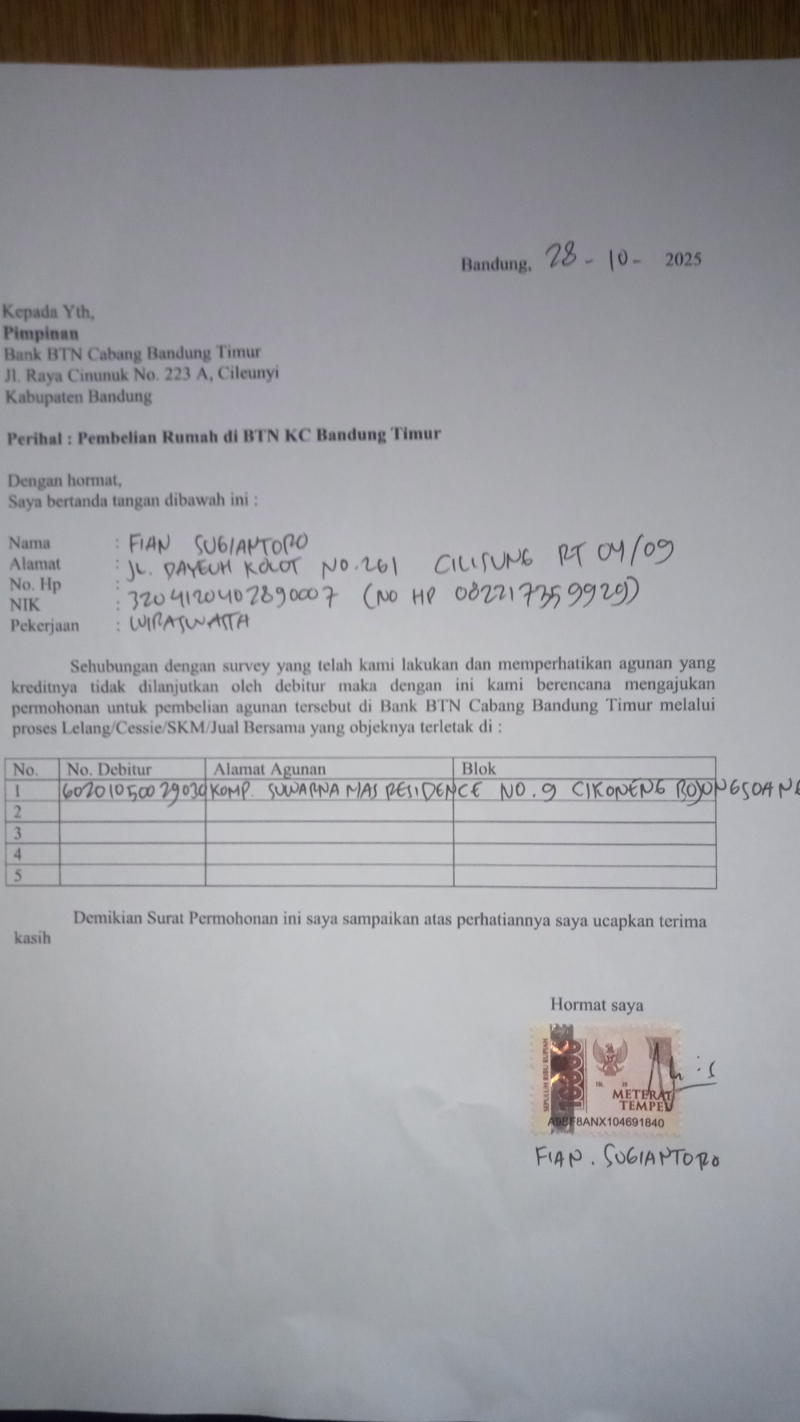 Bandung, 28 - 10 - 2025
Kepada Yth,
Pimpinan
Bank BTN Cabang Bandung Timur
Jl. Raya Cinunuk No. 223 A, Cileunyi
Kabupaten Bandung
Perihal : Pembelian Rumah di BTN KC Bandung Timur
Dengan hormat,
Saya bertanda tangan dibawah ini :
Nama : FIAN SUGIANTORO
Alamat : JL. DAYEUH KOLOT NO.261 CILISUNG RT 04/09
No. Hp :
NIK : 3204120402890007 (NO HP 082217359929)
Pekerjaan : WIRASWASTA
Sehubungan dengan survey yang telah kami lakukan dan memperhatikan agunan yang
kreditnya tidak dilanjutkan oleh debitur maka dengan ini kami berencana mengajukan
permohonan untuk pembelian agunan tersebut di Bank BTN Cabang Bandung Timur melalui
proses Lelang/Cessie/SKM/Jual Bersama yang objeknya terletak di :
No. No. Debitur Alamat Agunan Blok
1 6020105002903 KOMP. SUWARNA MAS RESIDENCE NO.9 CIKONENG BOJONGSOANG
2
3
4
5
Demikian Surat Permohonan ini saya sampaikan atas perhatiannya saya ucapkan terima
kasih
Hormat saya
SEPULUH RIBU RUPIAH
10000
METERAI
TEMPEL
8ANX104691840
FIAN. SUGIANTORO